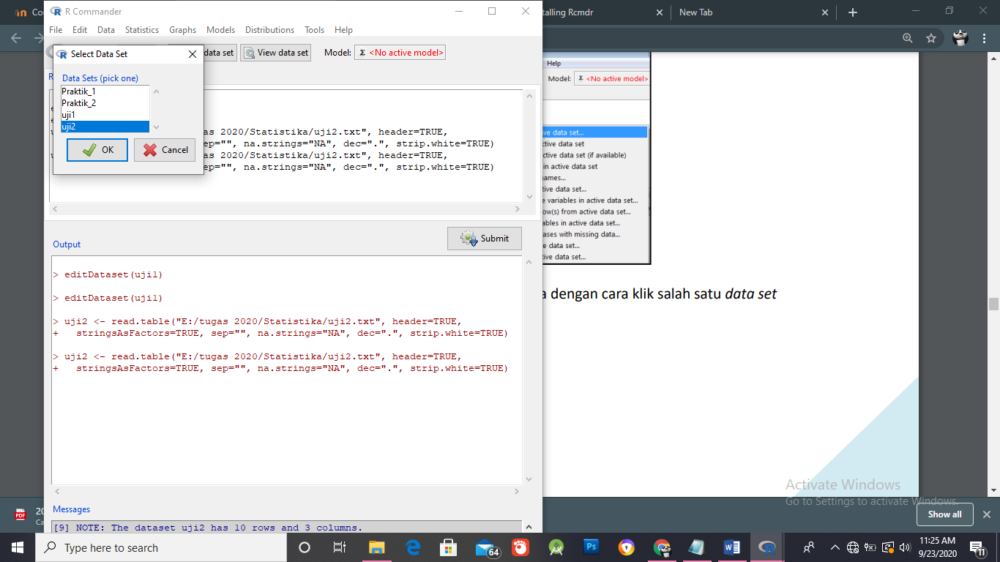 Co
R Commander
talling Rcmdr
New Tab
File Edit Data Statistics Graphs Models Distributions Tools Help
data set
View data set
Model:
Σ <No active model>
Select Data Set
Data Sets (pick one)
Praktik_1
Praktik_2
uji1
uji2
OK
Cancel
R
as 2020/Statistika/uji2.txt", header=TRUE,
ep="", na.strings="NA", dec=".", strip.white=TRUE)
as 2020/Statistika/uji2.txt", header=TRUE,
ep="", na.strings="NA", dec=".", strip.white=TRUE)
Submit
Output
> editDataset(uji1)
> editDataset(uji1)
> uji2 <- read.table("E:/tugas 2020/Statistika/uji2.txt", header=TRUE,
+   stringsAsFactors=TRUE, sep="", na.strings="NA", dec=".", strip.white=TRUE)
> uji2 <- read.table("E:/tugas 2020/Statistika/uji2.txt", header=TRUE,
+   stringsAsFactors=TRUE, sep="", na.strings="NA", dec=".", strip.white=TRUE)
Messages
[9] NOTE: The dataset uji2 has 10 rows and 3 columns.
Help
Model: Σ <No active model>
ve data set...
ctive data set
ctive data set (if available)
in active data set
ames...
tive data set...
e variables in active data set...
ow(s) from active data set...
ables in active data set...
ases with missing data...
e data set...
tive data set...
a dengan cara klik salah satu data set
Activate Windows
Go to Settings to activate Windows.
PDF
20
Ca
Show all
Type here to search
64
Ps
11:25 AM
9/23/2020
11